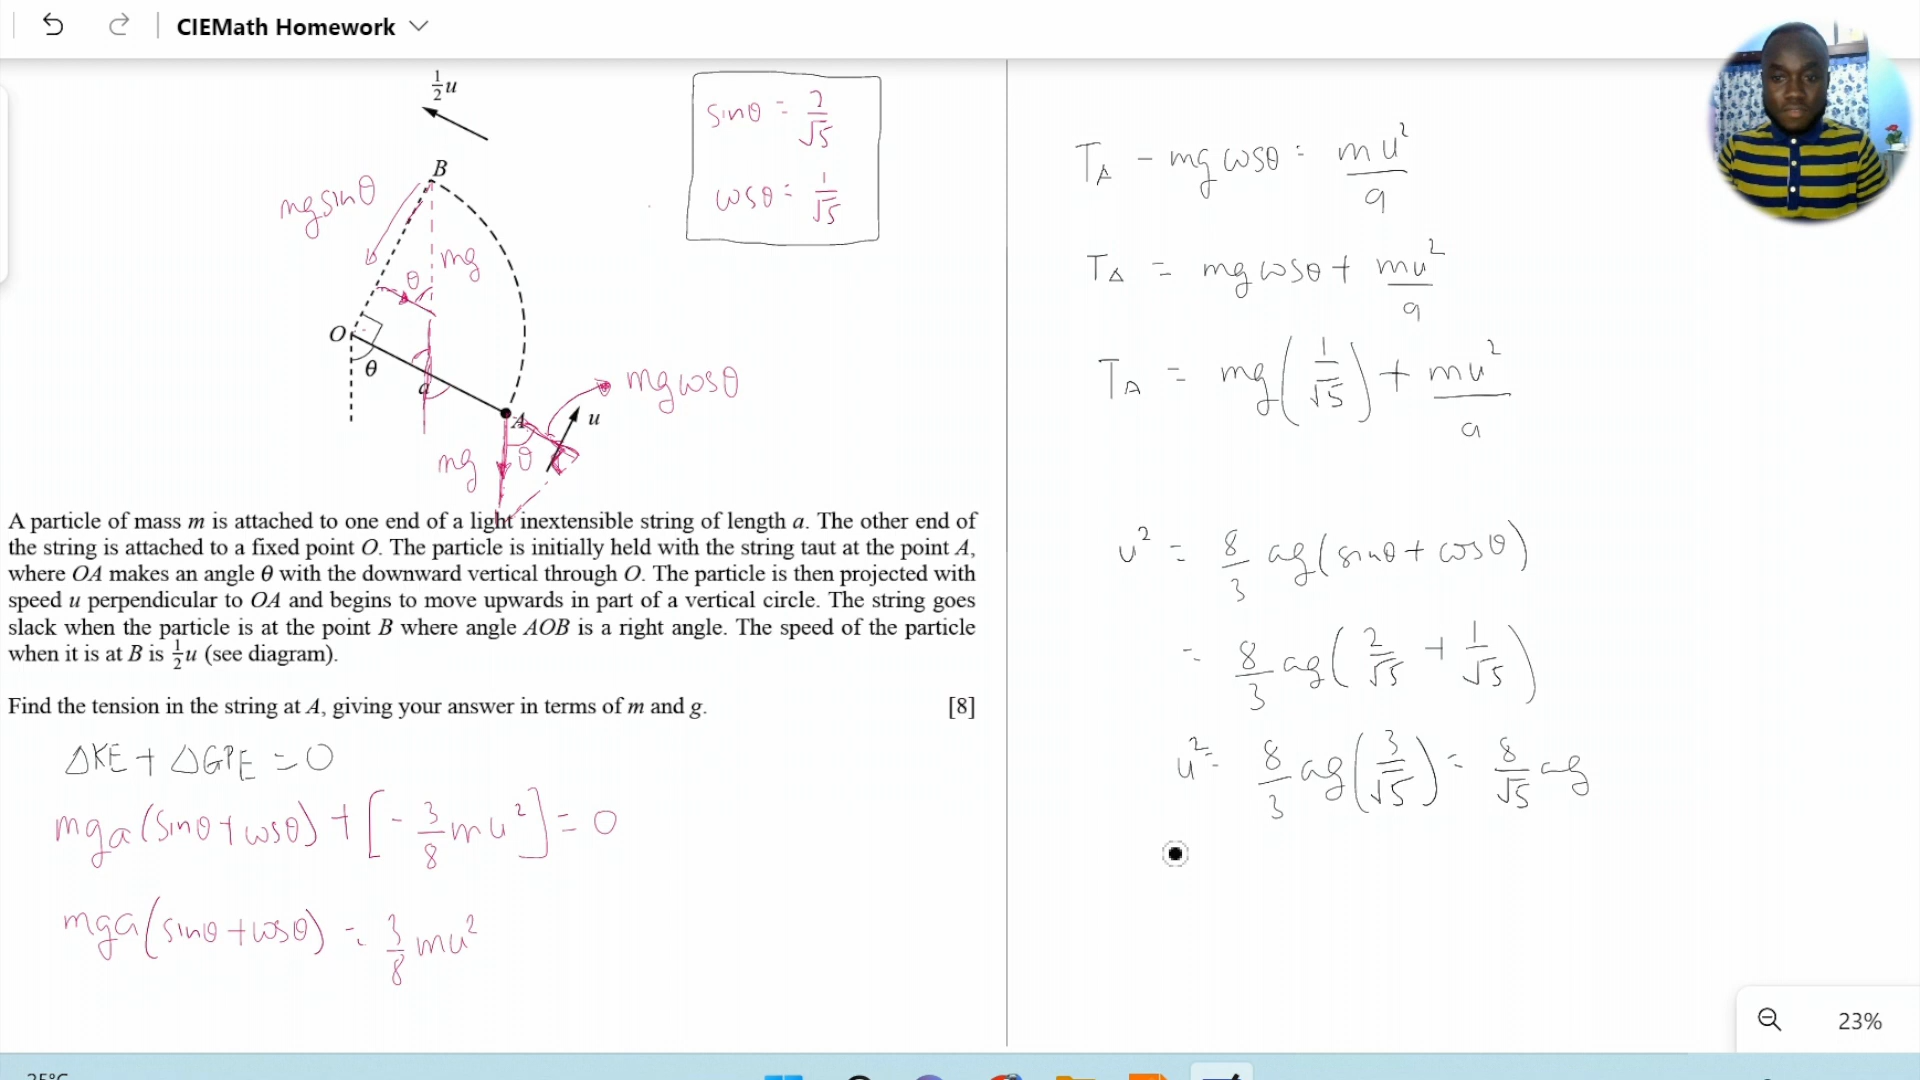 CIEMath Homework
½u
B
mg sinθ
θ
mg
O
θ
a
A
u
mg cosθ
mg
θ
sinθ = 2/√5
cosθ = 1/√5
A particle of mass m is attached to one end of a light inextensible string of length a. The other end of
the string is attached to a fixed point O. The particle is initially held with the string taut at the point A,
where OA makes an angle θ with the downward vertical through O. The particle is then projected with
speed u perpendicular to OA and begins to move upwards in part of a vertical circle. The string goes
slack when the particle is at the point B where angle AOB is a right angle. The speed of the particle
when it is at B is ½u (see diagram).
Find the tension in the string at A, giving your answer in terms of m and g. [8]
ΔKE + ΔGPE = 0
mga(sinθ + cosθ) + [- 3/8 mu²] = 0
mga(sinθ + cosθ) = 3/8 mu²
T_A - mg cosθ = mu²/a
T_A = mg cosθ + mu²/a
T_A = mg(1/√5) + mu²/a
u² = 8/3 ag(sinθ + cosθ)
= 8/3 ag(2/√5 + 1/√5)
u² = 8/3 ag(3/√5) = 8/√5 ag
23%